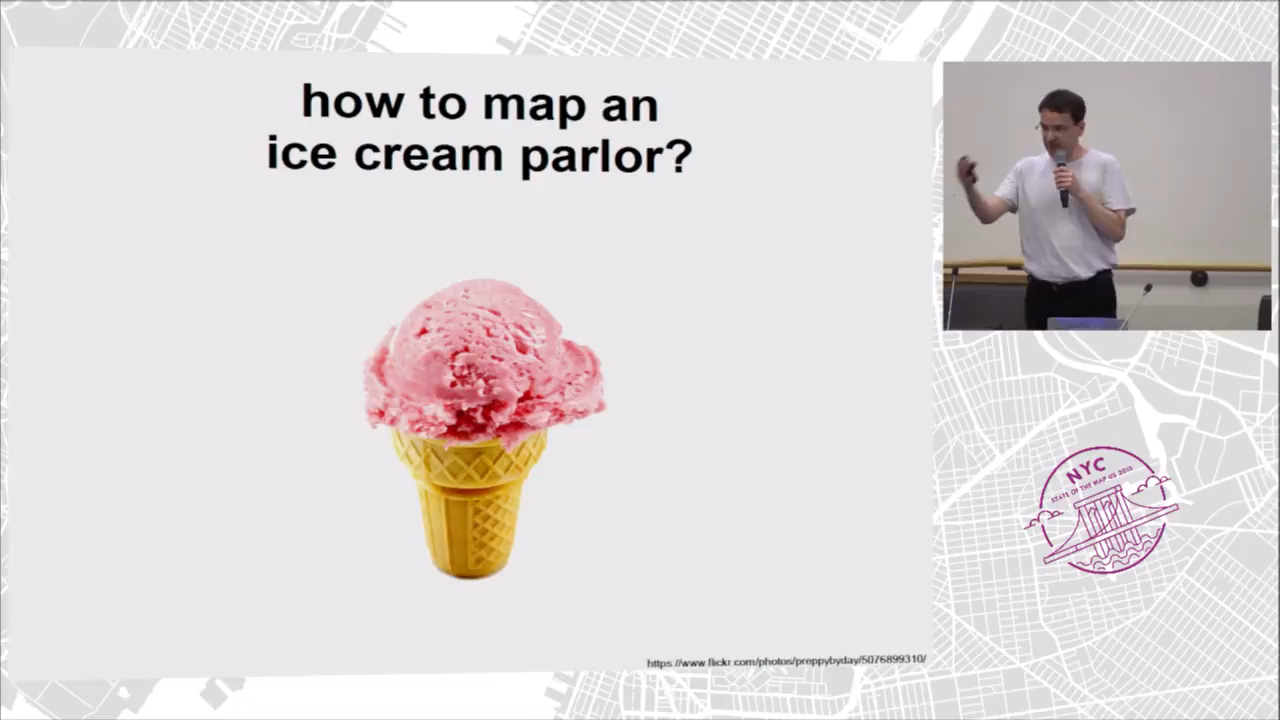 how to map an
ice cream parlor?
https://www.flickr.com/photos/preppybyday/5076899310/
NYC
STATE OF THE MAP US 2015